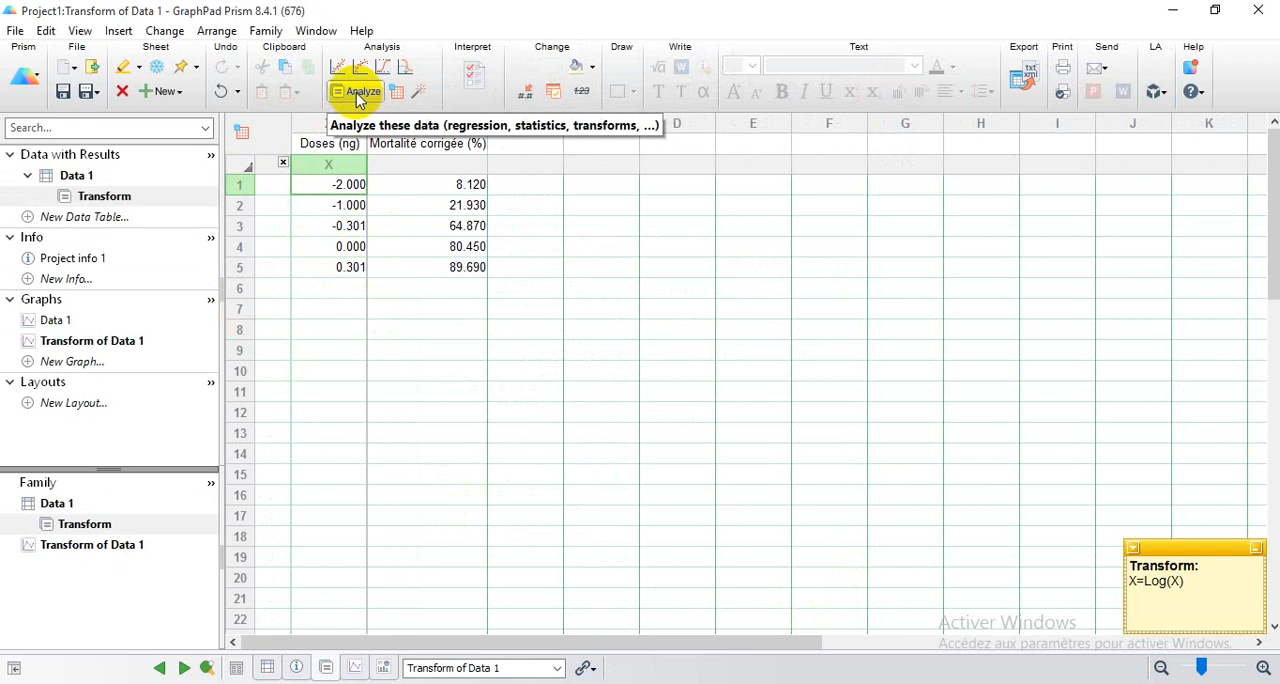 Project1:Transform of Data 1 - GraphPad Prism 8.4.1 (676)
File Edit View Insert Change Arrange Family Window Help
Prism File Sheet Undo Clipboard Analysis Interpret Change Draw Write Text Export Print Send LA Help
New
Analyze
Analyze these data (regression, statistics, transforms, ...)
Search...
Data with Results
Data 1
Transform
New Data Table...
Info
Project info 1
New Info...
Graphs
Data 1
Transform of Data 1
New Graph...
Layouts
New Layout...
Family
Data 1
Transform
Transform of Data 1
D E F G H I J K
Doses (ng) Mortalité corrigée (%)
X
1 -2.000 8.120
2 -1.000 21.930
3 -0.301 64.870
4 0.000 80.450
5 0.301 89.690
6
7
8
9
10
11
12
13
14
15
16
17
18
19
20
21
22
Transform:
X=Log(X)
Activer Windows
Accédez aux paramètres pour activer Windows.
Transform of Data 1